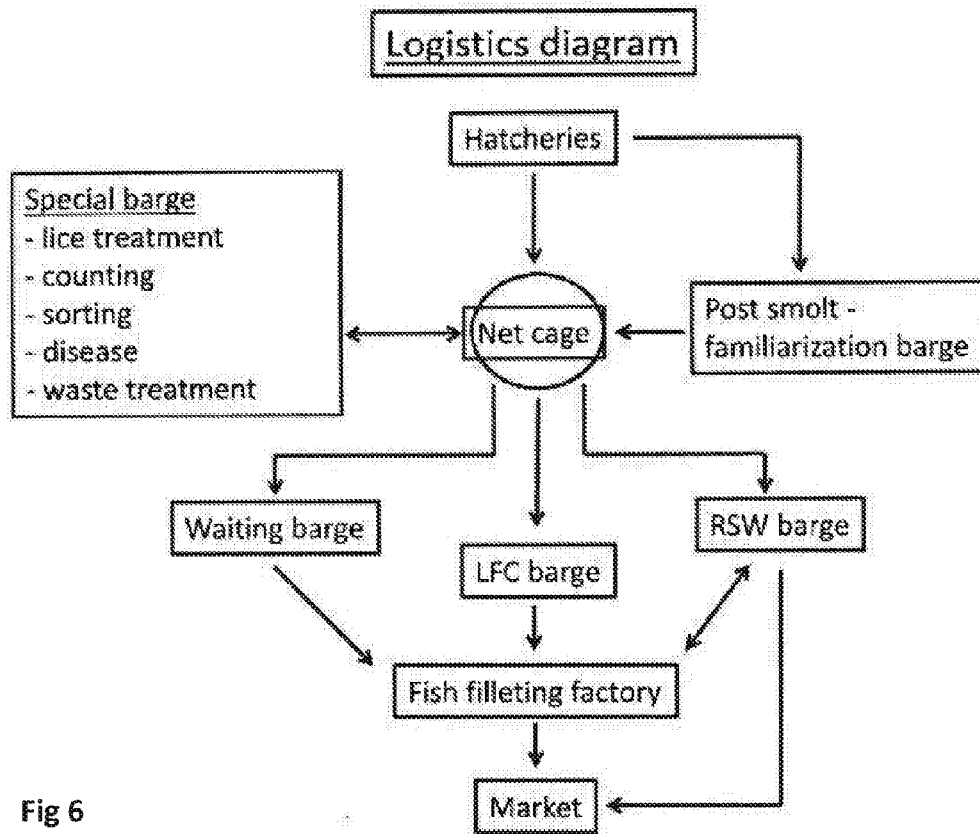 Logistics diagram
Hatcheries
Special barge
- lice treatment
- counting
- sorting
- disease
- waste treatment
Net cage
Post smolt -
familiarization barge
Waiting barge
LFC barge
RSW barge
Fish filleting factory
Market
Fig 6